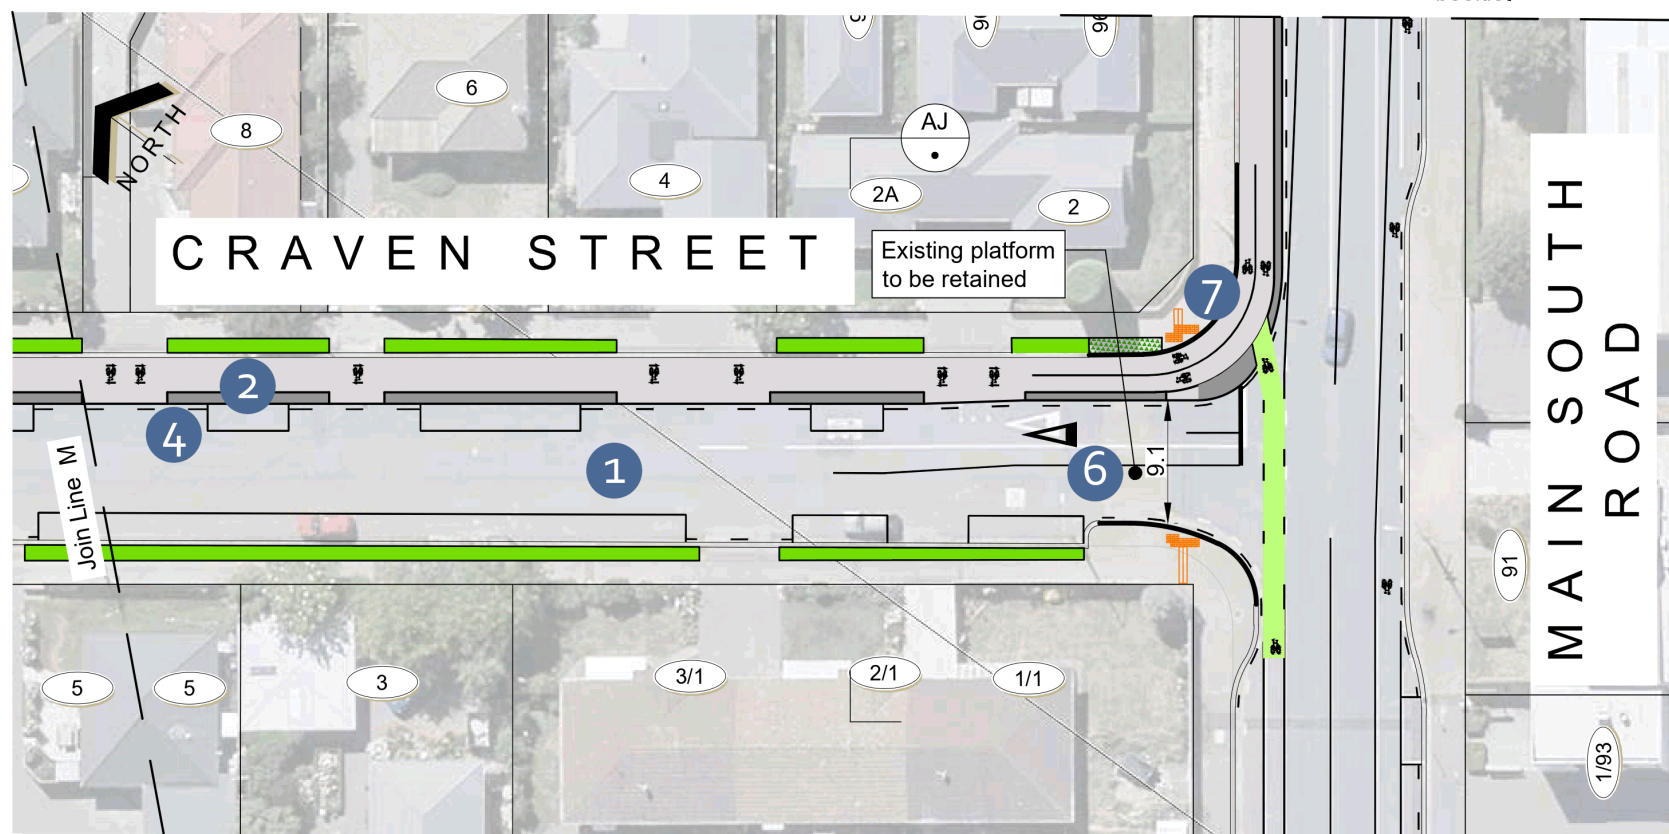 NORTH
8
6
4
AJ
2A
2
96
CRAVEN STREET
Existing platform
to be retained
7
2
4
1
6
9.1
Join Line M
MAIN SOUTH
ROAD
91
1/93
5
5
3
3/1
2/1
1/1